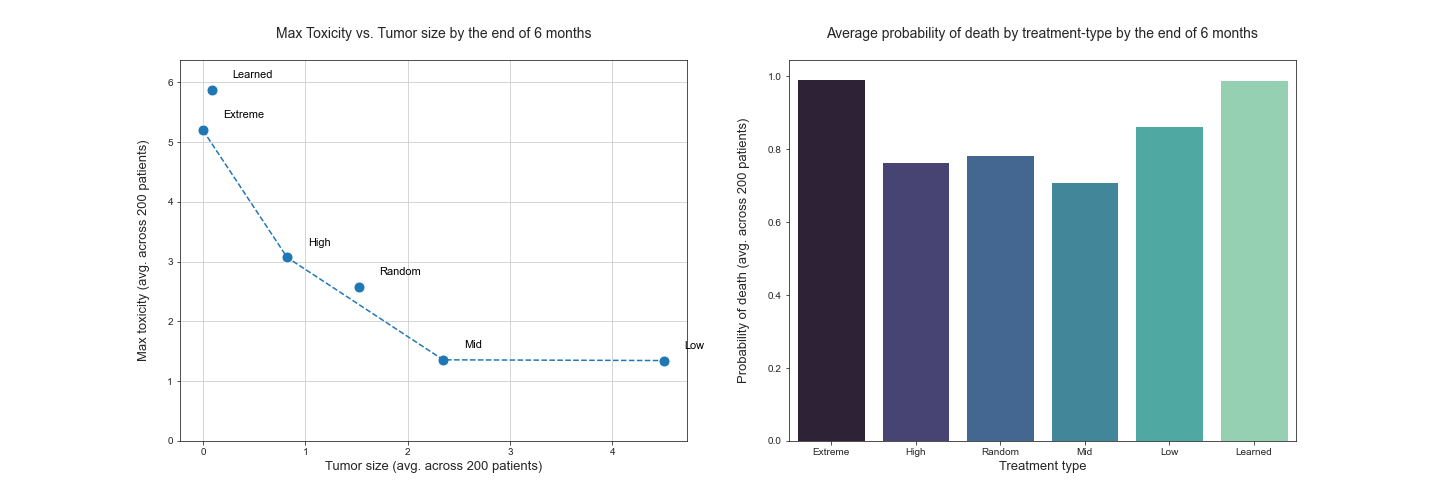 Max Toxicity vs. Tumor size by the end of 6 months
Max toxicity (avg. across 200 patients)
6
5
4
3
2
1
0
Learned
Extreme
High
Random
Mid
Low
0 1 2 3 4
Tumor size (avg. across 200 patients)
Average probability of death by treatment-type by the end of 6 months
Probability of death (avg. across 200 patients)
1.0
0.8
0.6
0.4
0.2
0.0
Extreme High Random Mid Low Learned
Treatment type